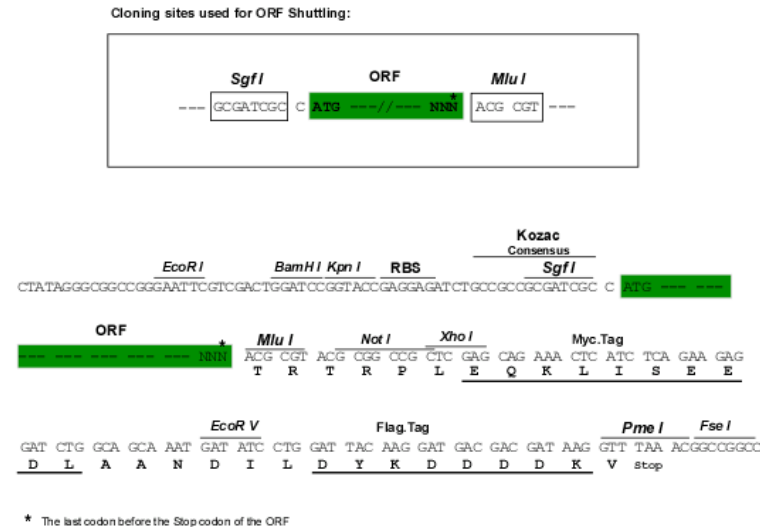 Cloning sites used for ORF Shuttling:
Sgf I ORF Mlu I
--- GCGATCGC C ATG ---//--- NNN* ACG CGT ---
Kozac
Consensus
EcoR I BamH I Kpn I RBS Sgf I
CTATAGGGCGGCCGGGAATTCGTCGACTGGATCCGGTACCGAGGAGATCTGCCGCCGCGATCGC C ATG --- ---
ORF Mlu I Not I Xho I Myc.Tag
--- --- --- --- --- --- NNN* ACG CGT ACG CGG CCG CTC GAG CAG AAA CTC ATC TCA GAA GAG
T R T R P L E Q K L I S E E
EcoR V Flag.Tag Pme I Fse I
GAT CTG GCA GCA AAT GAT ATC CTG GAT TAC AAG GAT GAC GAC GAT AAG GTT TAA ACGGCCGGCC
D L A A N D I L D Y K D D D D K V Stop
* The last codon before the Stop codon of the ORF